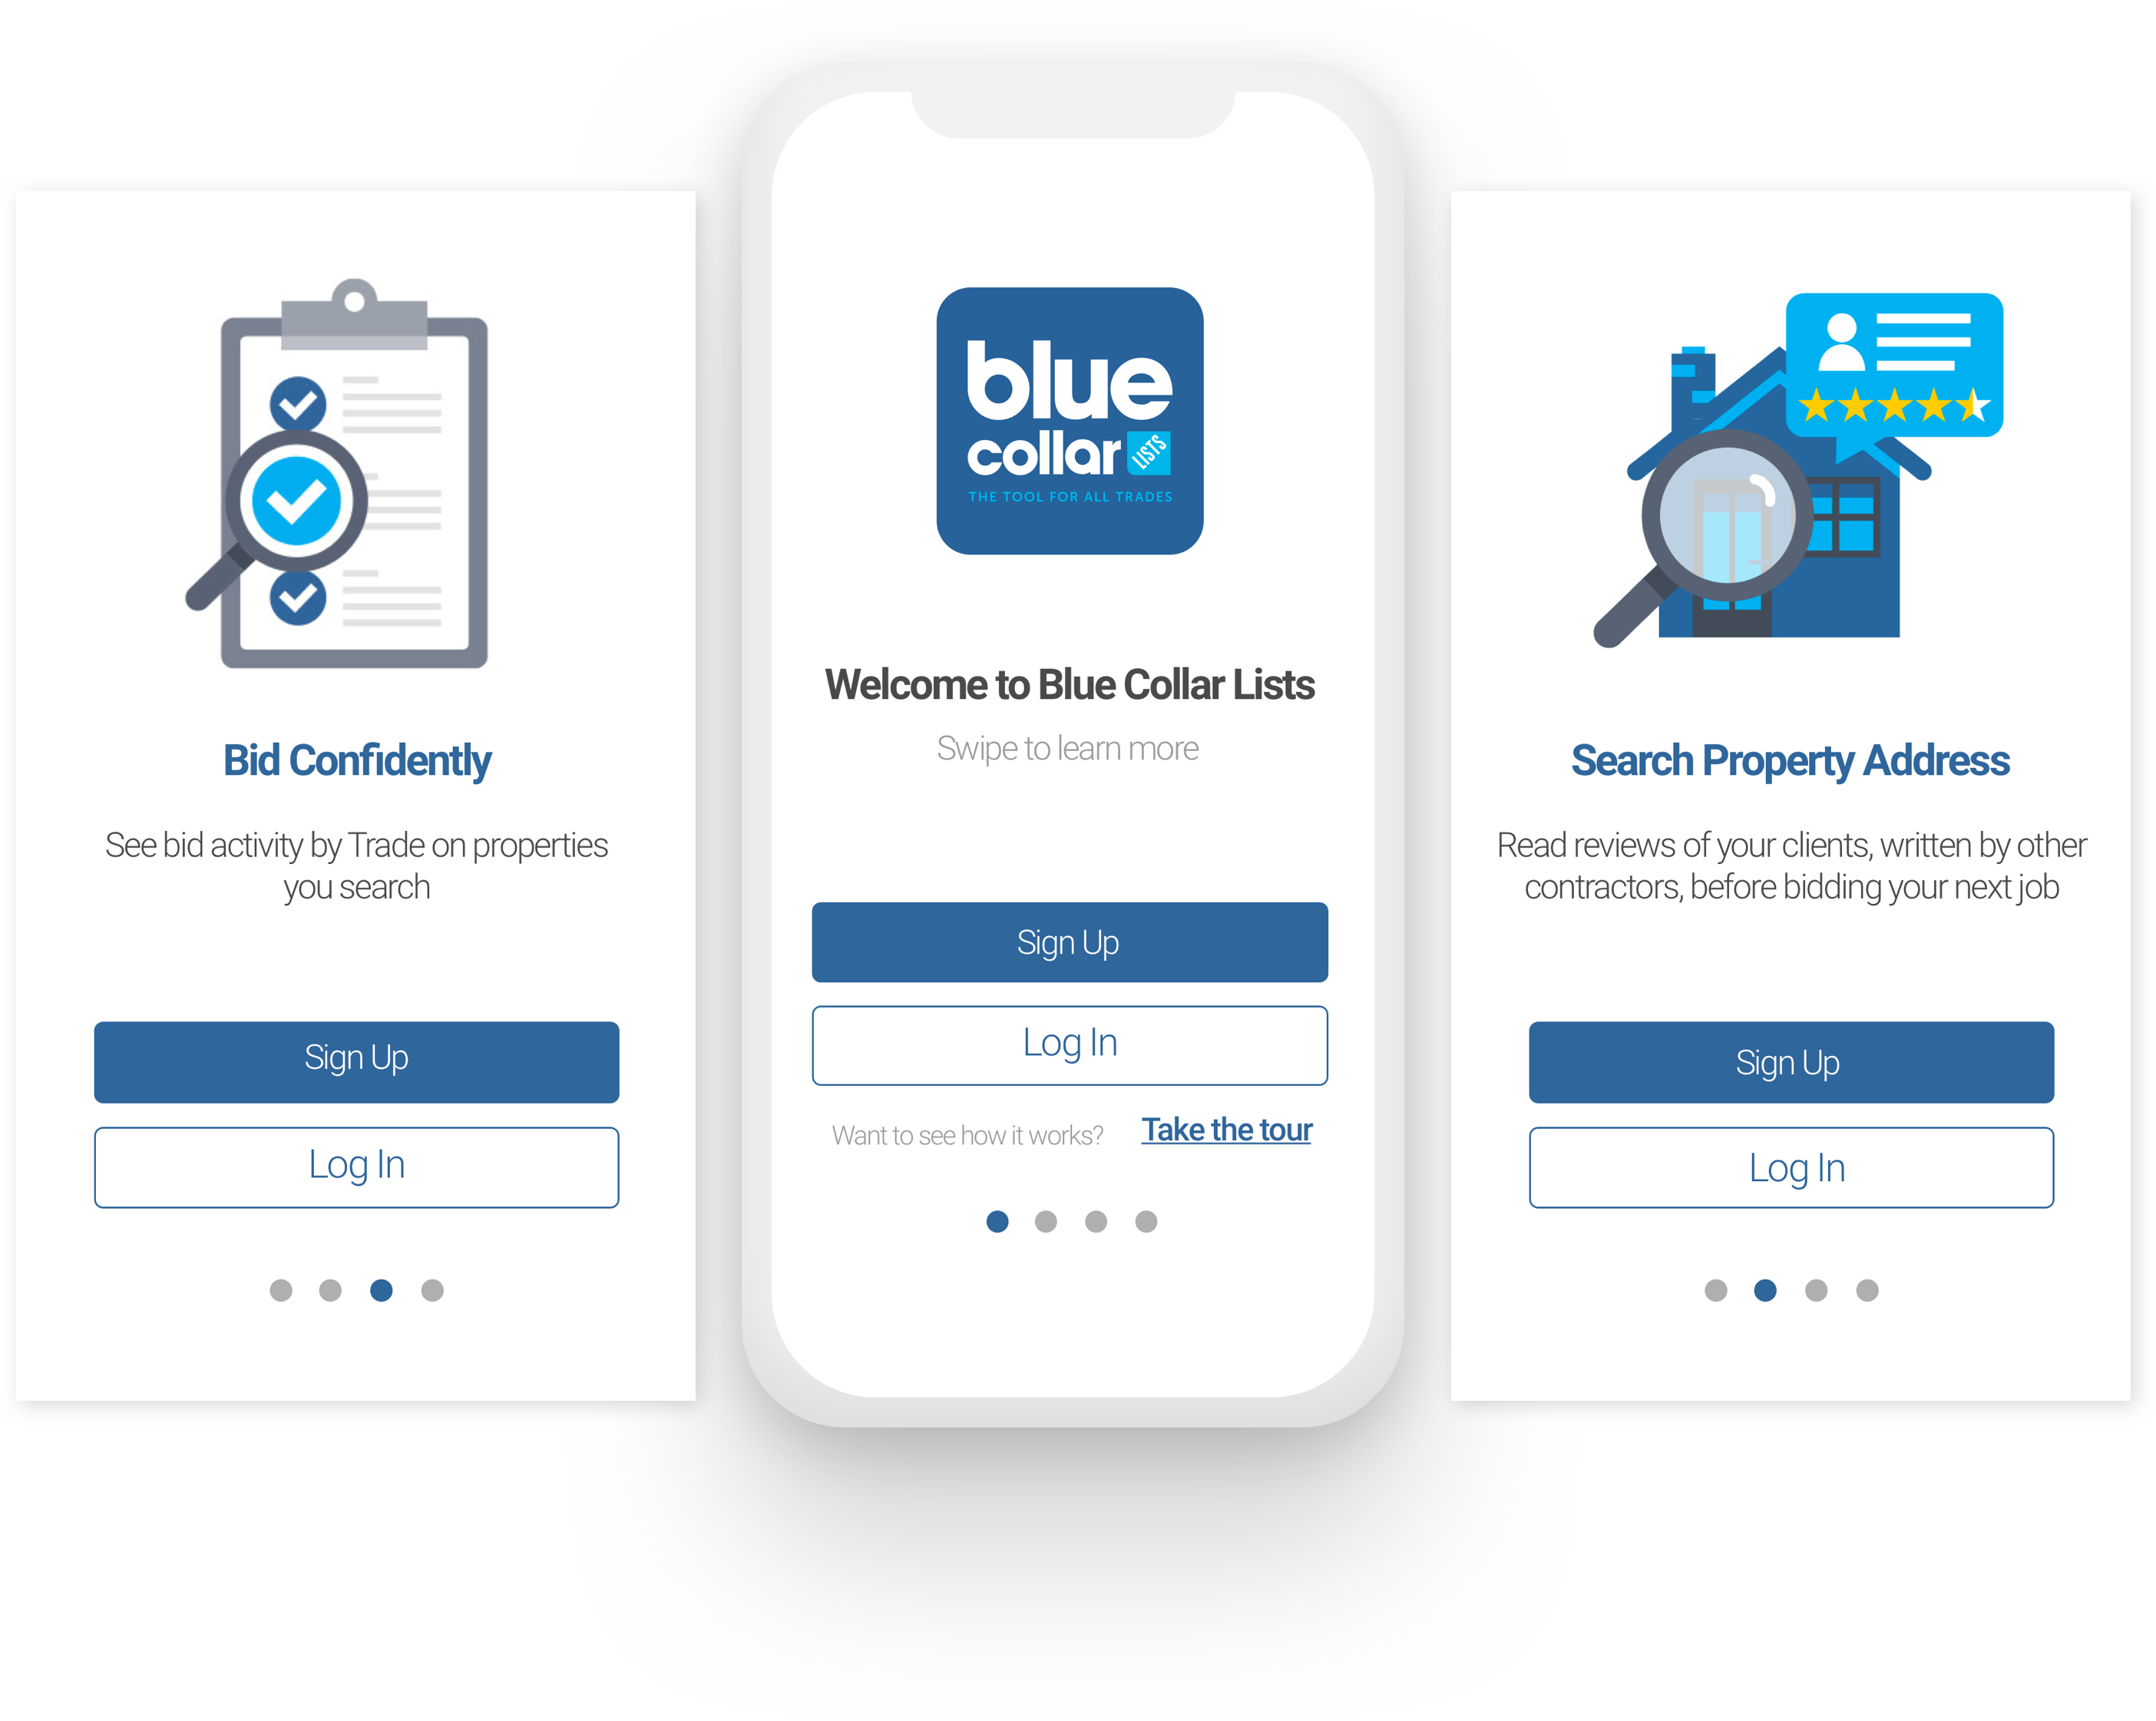 Bid Confidently
See bid activity by Trade on properties
you search
Sign Up
Log In
blue
collar LISTS
THE TOOL FOR ALL TRADES
Welcome to Blue Collar Lists
Swipe to learn more
Sign Up
Log In
Want to see how it works? Take the tour
Search Property Address
Read reviews of your clients, written by other
contractors, before bidding your next job
Sign Up
Log In